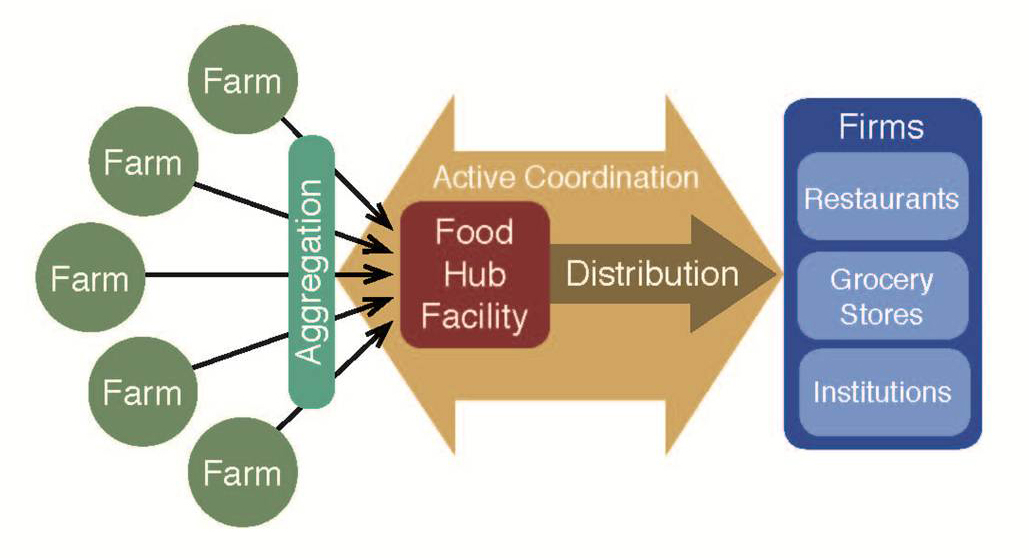 Farm
Farm
Farm
Farm
Farm
Aggregation
Active Coordination
Food
Hub
Facility
Distribution
Firms
Restaurants
Grocery
Stores
Institutions